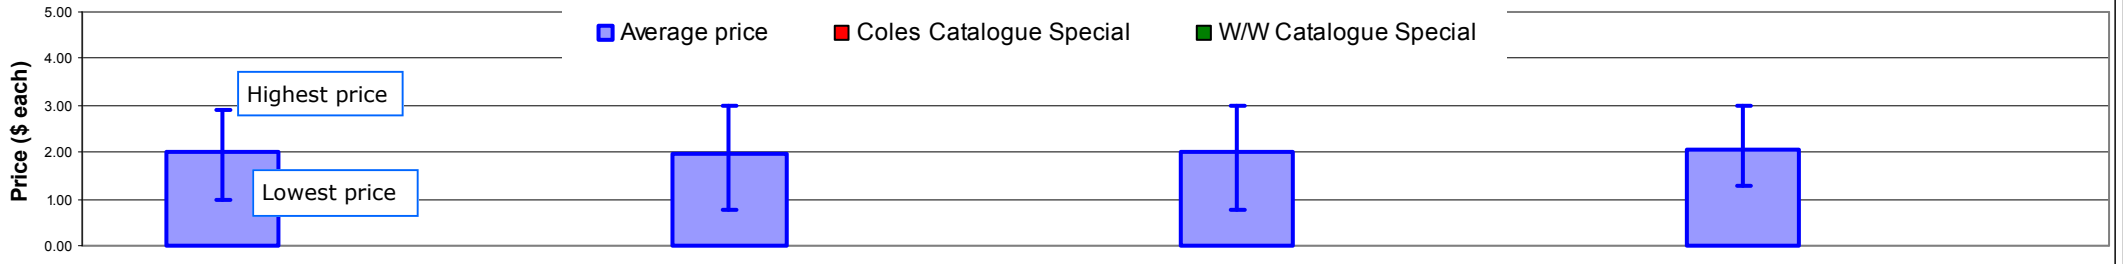 5.00
4.00
3.00
2.00
1.00
0.00
Price ($ each)
Average price
Coles Catalogue Special
W/W Catalogue Special
Highest price
Lowest price